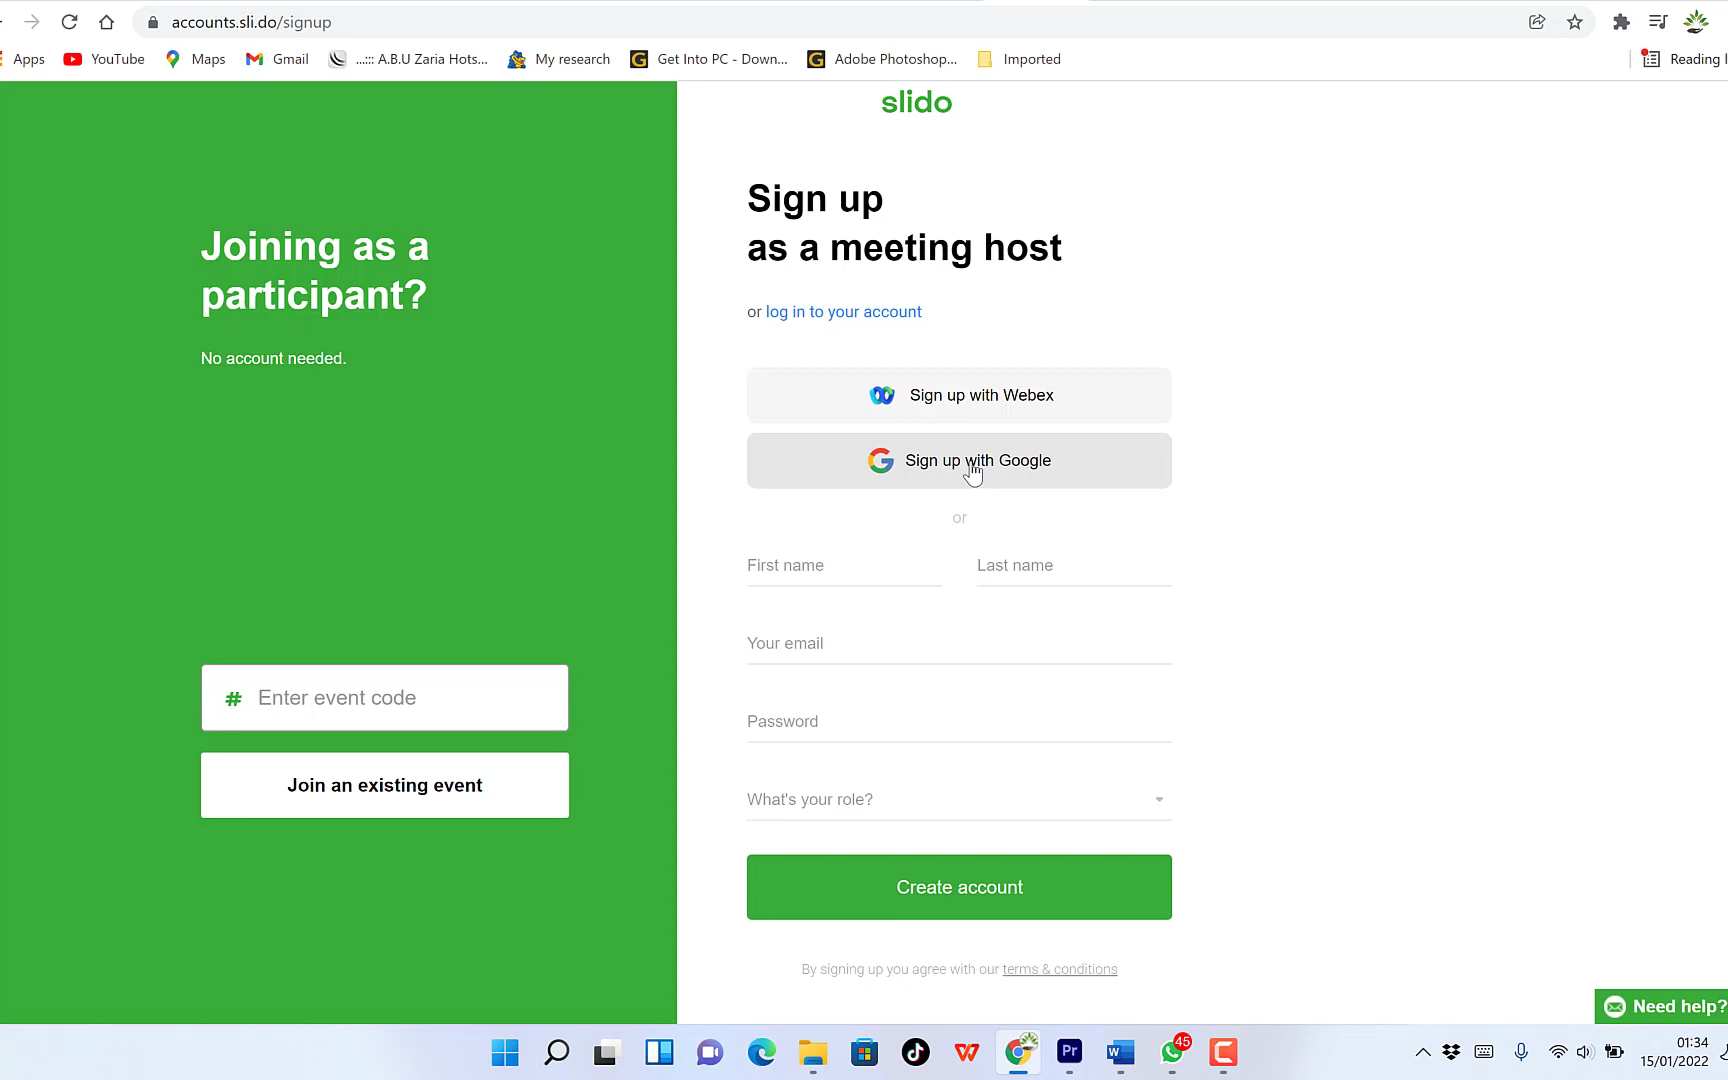 accounts.sli.do/signup
Apps YouTube Maps Gmail ...::: A.B.U Zaria Hots... My research Get Into PC - Down... Adobe Photoshop... Imported Reading
slido
Joining as a
participant?
No account needed.
# Enter event code
Join an existing event
Sign up
as a meeting host
or log in to your account
Sign up with Webex
Sign up with Google
or
First name Last name
Your email
Password
What's your role?
Create account
By signing up you agree with our terms & conditions
Need help?
Pr
W
45
01:34
15/01/2022